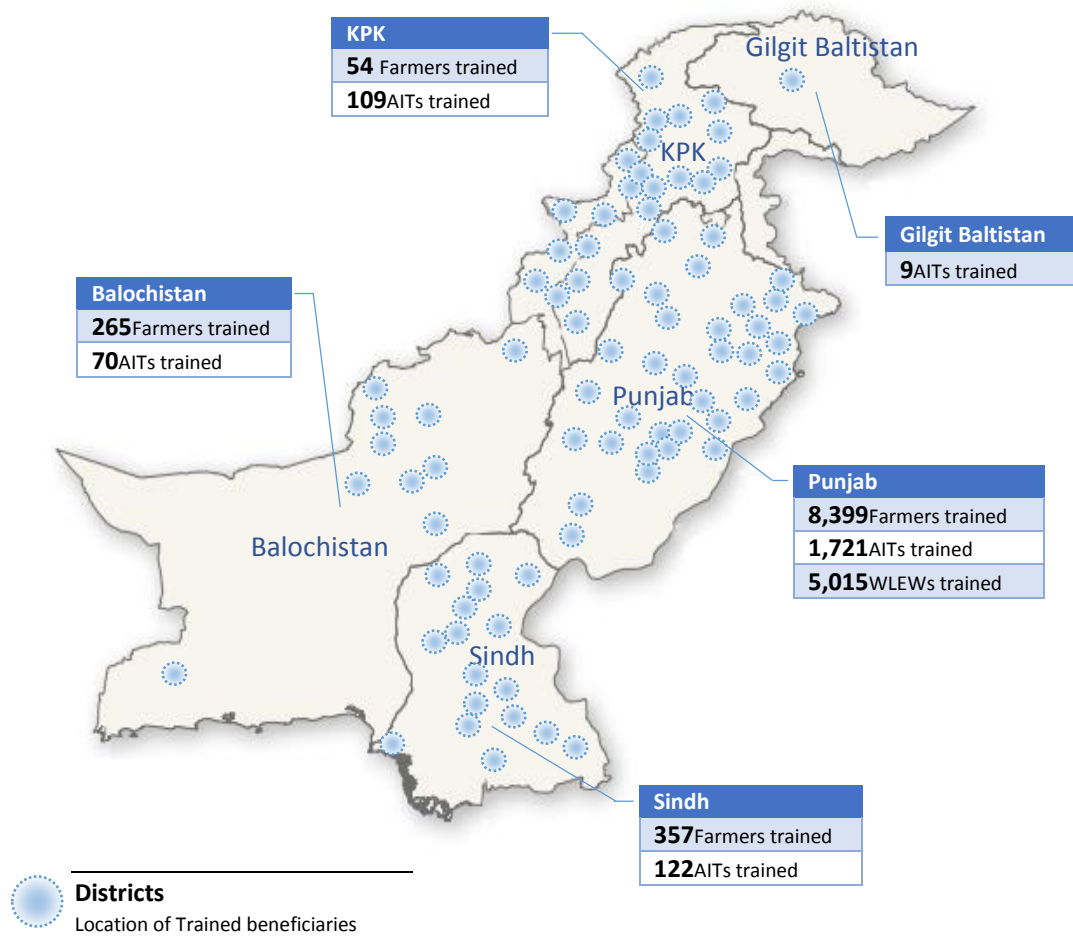 KPK
54 Farmers trained
109AITs trained
Gilgit Baltistan
KPK
Gilgit Baltistan
9AITs trained
Balochistan
265Farmers trained
70AITs trained
Punjab
Punjab
8,399Farmers trained
1,721AITs trained
5,015WLEWs trained
Balochistan
Sindh
Sindh
357Farmers trained
122AITs trained
Districts
Location of Trained beneficiaries